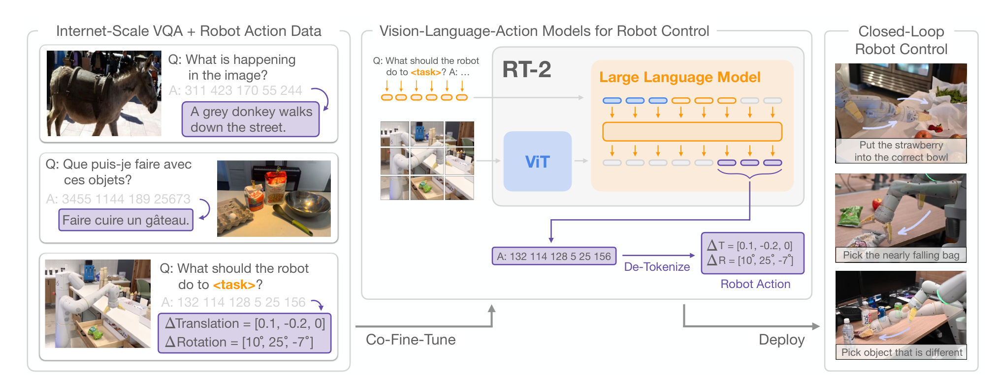 Internet-Scale VQA + Robot Action Data
Q: What is happening
in the image?
A: 311 423 170 55 244
A grey donkey walks
down the street.
Q: Que puis-je faire avec
ces objets?
A: 3455 1144 189 25673
Faire cuire un gâteau.
Q: What should the robot
do to <task>?
A: 132 114 128 5 25 156
ΔTranslation = [0.1, -0.2, 0]
ΔRotation = [10°, 25°, -7°]
Co-Fine-Tune
Vision-Language-Action Models for Robot Control
Q: What should the robot
do to <task>? A: …
RT-2
Large Language Model
ViT
A: 132 114 128 5 25 156
De-Tokenize
ΔT = [0.1, -0.2, 0]
ΔR = [10°, 25°, -7°]
Robot Action
Deploy
Closed-Loop
Robot Control
Put the strawberry
into the correct bowl
Pick the nearly falling bag
Pick object that is different